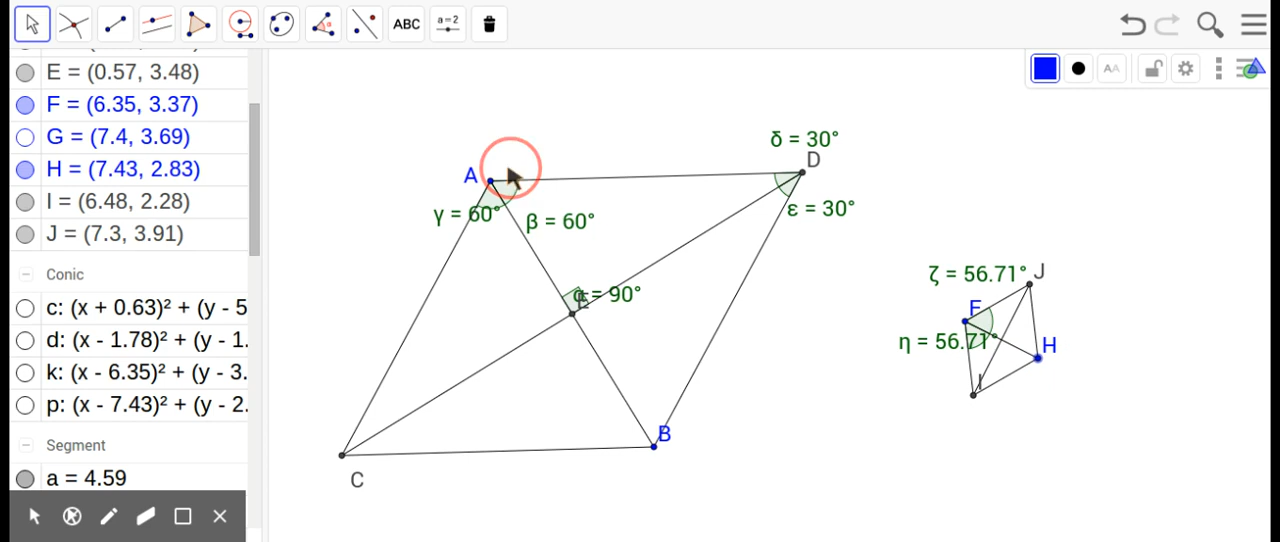 ABC
a=2
AA
E = (0.57, 3.48)
F = (6.35, 3.37)
G = (7.4, 3.69)
H = (7.43, 2.83)
I = (6.48, 2.28)
J = (7.3, 3.91)
Conic
c: (x + 0.63)² + (y - 5
d: (x - 1.78)² + (y - 1.
k: (x - 6.35)² + (y - 3.
p: (x - 7.43)² + (y - 2.
Segment
a = 4.59
δ = 30°
D
A
γ = 60°
β = 60°
ε = 30°
α = 90°
E
B
C
ζ = 56.71°
J
F
η = 56.71°
H
I